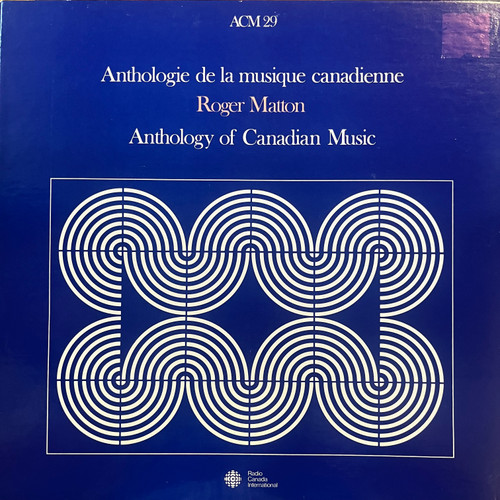 ACM 29
Anthologie de la musique canadienne
Roger Matton
Anthology of Canadian Music
Radio
Canada
International